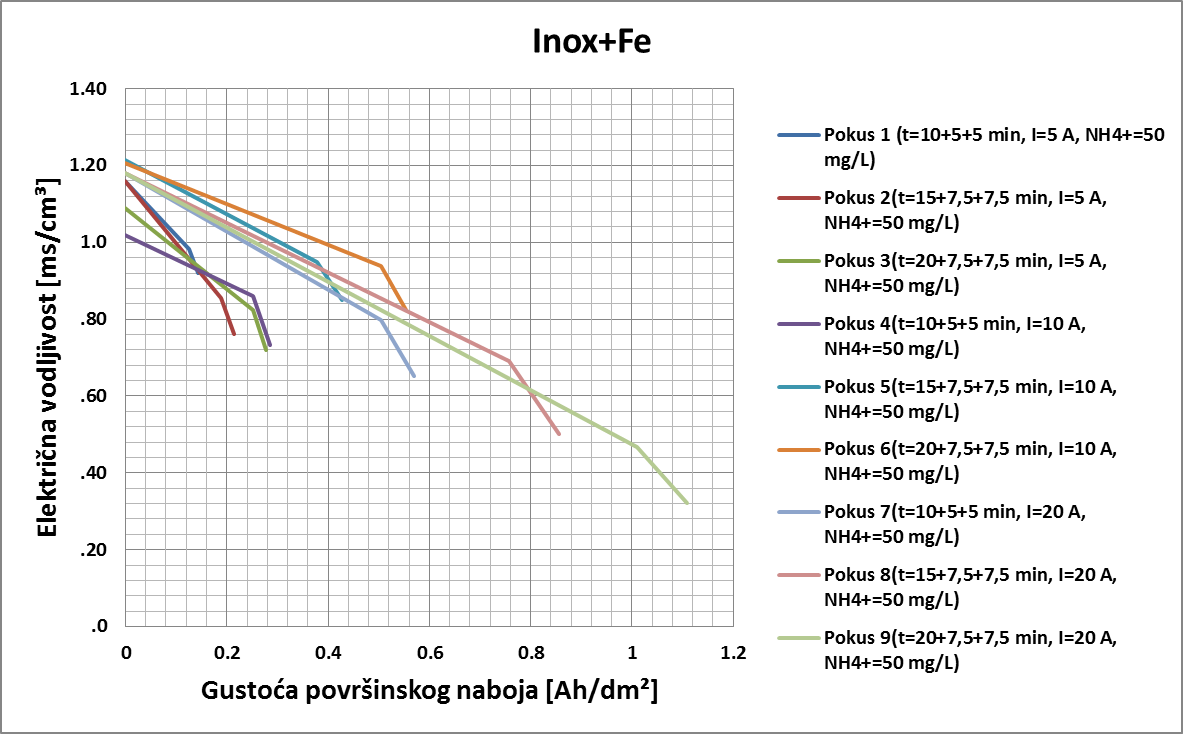 Inox+Fe
1.40
1.20
1.0
.80
.60
.40
.20
.0
Električna vodljivost [ms/cm³]
0 0.2 0.4 0.6 0.8 1 1.2
Gustoća površinskog naboja [Ah/dm²]
Pokus 1 (t=10+5+5 min, I=5 A, NH4+=50
mg/L)
Pokus 2(t=15+7,5+7,5 min, I=5 A,
NH4+=50 mg/L)
Pokus 3(t=20+7,5+7,5 min, I=5 A,
NH4+=50 mg/L)
Pokus 4(t=10+5+5 min, I=10 A,
NH4+=50 mg/L)
Pokus 5(t=15+7,5+7,5 min, I=10 A,
NH4+=50 mg/L)
Pokus 6(t=20+7,5+7,5 min, I=10 A,
NH4+=50 mg/L)
Pokus 7(t=10+5+5 min, I=20 A,
NH4+=50 mg/L)
Pokus 8(t=15+7,5+7,5 min, I=20 A,
NH4+=50 mg/L)
Pokus 9(t=20+7,5+7,5 min, I=20 A,
NH4+=50 mg/L)